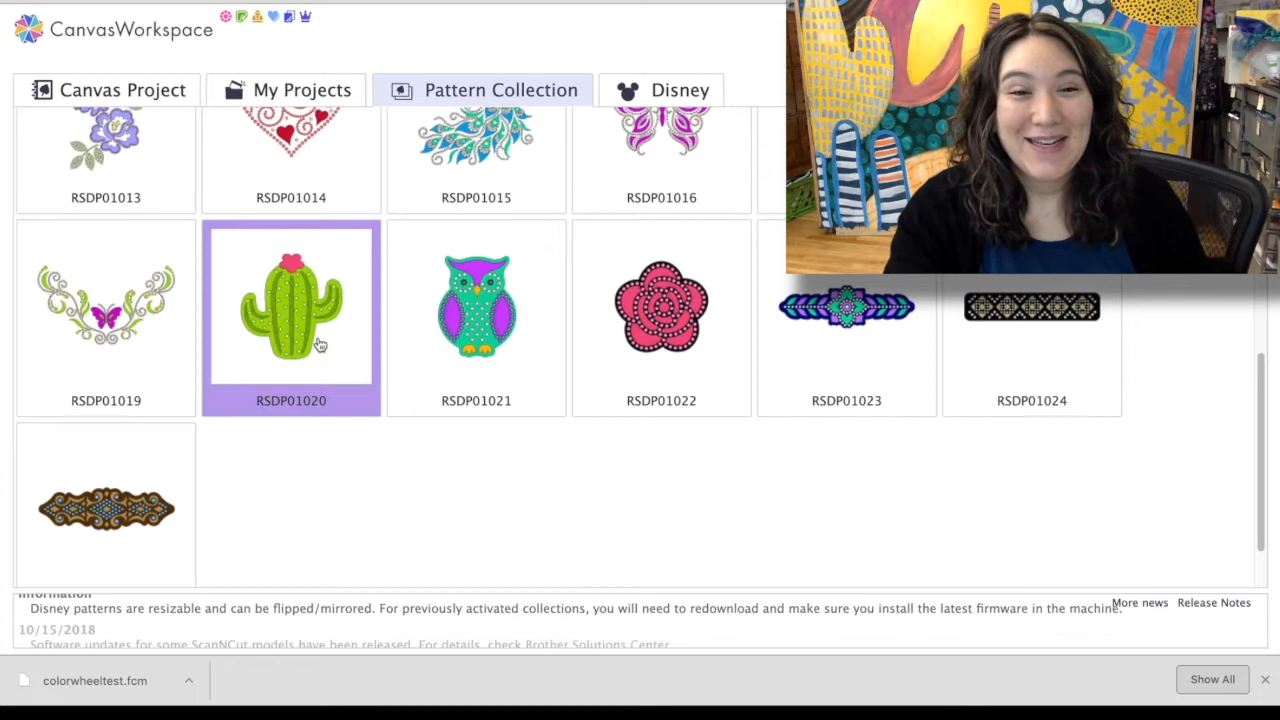 CanvasWorkspace
Canvas Project
My Projects
Pattern Collection
Disney
RSDP01013
RSDP01014
RSDP01015
RSDP01016
RSDP01019
RSDP01020
RSDP01021
RSDP01022
RSDP01023
RSDP01024
Information
More news Release Notes
Disney patterns are resizable and can be flipped/mirrored. For previously activated collections, you will need to redownload and make sure you install the latest firmware in the machine.
10/15/2018
Software updates for some ScanNCut models have been released. For details, check Brother Solutions Center
colorwheeltest.fcm
Show All